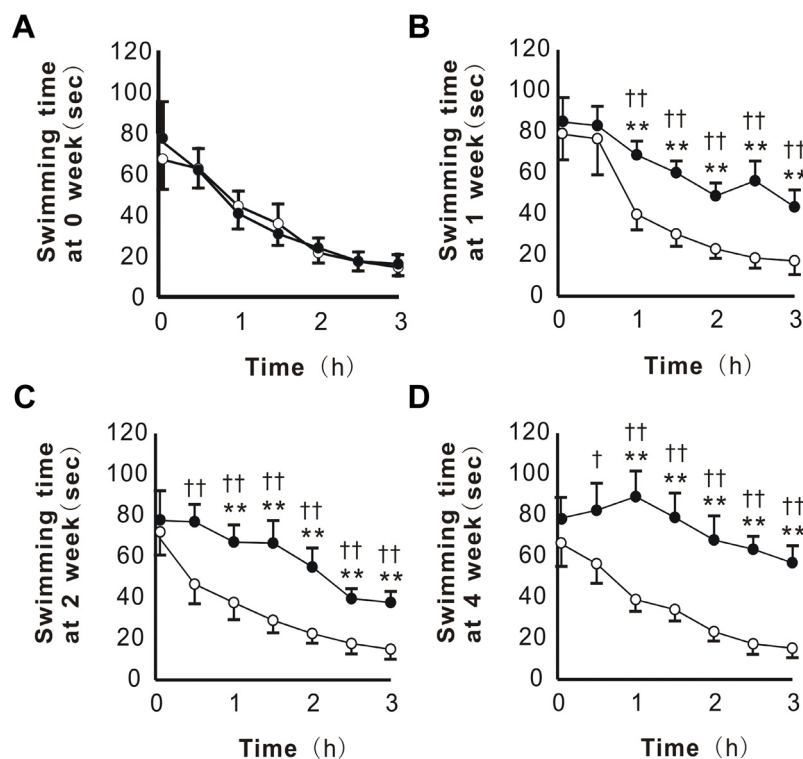 A
Swimming time
at 0 week(sec)
120
100
80
60
40
20
0
0 1 2 3
Time (h)
B
Swimming time
at 1 week(sec)
120
100
80
60
40
20
0
†† †† †† †† ††
** ** ** ** **
0 1 2 3
Time (h)
C
Swimming time
at 2 week(sec)
120
100
80
60
40
20
0
†† †† †† †† †† ††
** ** ** ** **
0 1 2 3
Time (h)
D
Swimming time
at 4 week(sec)
120
100
80
60
40
20
0
† †† †† †† †† ††
** ** ** ** **
0 1 2 3
Time (h)